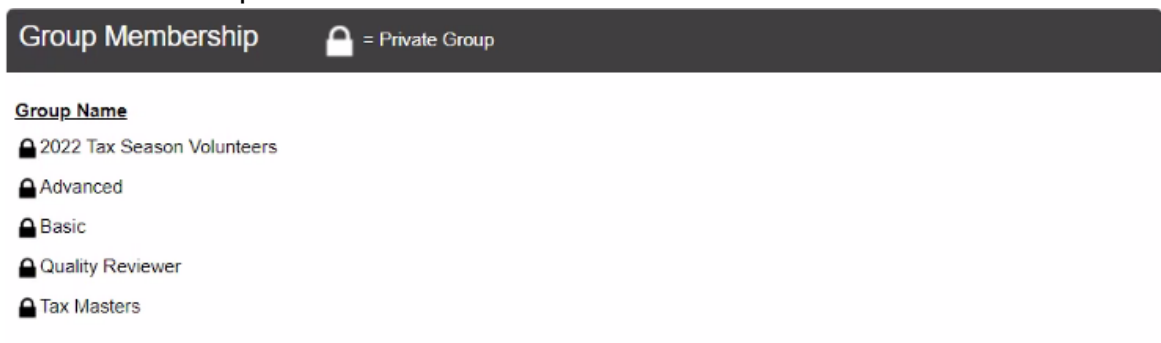 Group Membership = Private Group
Group Name
2022 Tax Season Volunteers
Advanced
Basic
Quality Reviewer
Tax Masters